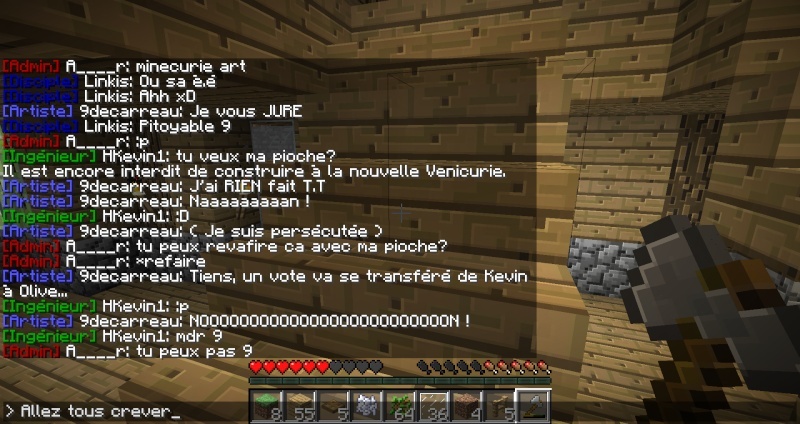 [Admin] A____r: minecurie art
[Disciple] Linkis: Ou sa è.é
[Disciple] Linkis: Ahh xD
[Artiste] 9decarreau: Je vous JURE
[Disciple] Linkis: Pitoyable 9
[Admin] A____r: :p
[Ingénieur] HKevin1: tu veux ma pioche?
Il est encore interdit de construire à la nouvelle Venicurie.
[Artiste] 9decarreau: J'ai RIEN fait T.T
[Artiste] 9decarreau: Naaaaaaaaan !
[Ingénieur] HKevin1: :D
[Artiste] 9decarreau: ( Je suis persécutée )
[Admin] A____r: tu peux revafire ca avec ma pioche?
[Admin] A____r: *refaire
[Artiste] 9decarreau: Tiens, un vote va se transféré de Kevin
à Olive...
[Ingénieur] HKevin1: :p
[Artiste] 9decarreau: NOOOOOOOOOOOOOOOOOOOOOOOOOON !
[Ingénieur] HKevin1: mdr 9
[Admin] A____r: tu peux pas 9
8 55 5 64 36 4 5
> Allez tous crever_